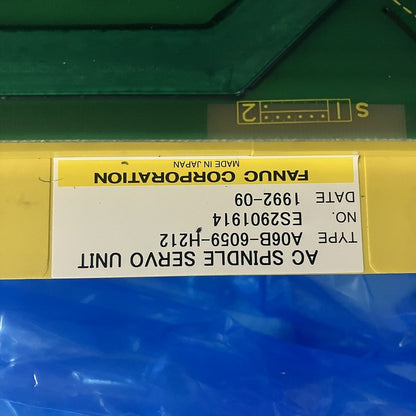 AC SPINDLE SERVO UNIT
TYPE A06B-6059-H212
NO. ES2901914
DATE 1992-09
FANUC CORPORATION
MADE IN JAPAN
S 1
2